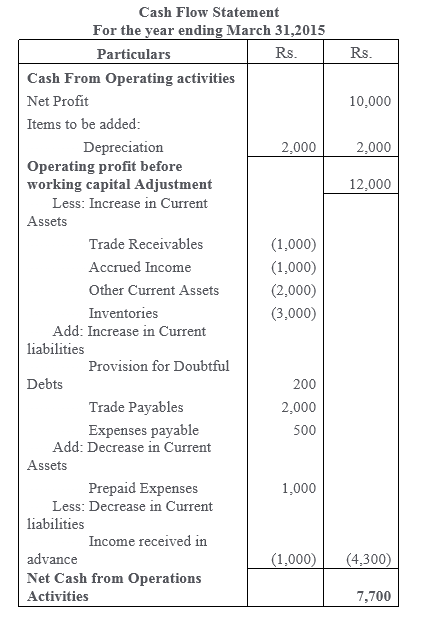 Cash Flow Statement
For the year ending March 31,2015
Particulars Rs. Rs.
Cash From Operating activities
Net Profit 10,000
Items to be added:
Depreciation 2,000 2,000
Operating profit before
working capital Adjustment 12,000
Less: Increase in Current
Assets
Trade Receivables (1,000)
Accrued Income (1,000)
Other Current Assets (2,000)
Inventories (3,000)
Add: Increase in Current
liabilities
Provision for Doubtful
Debts 200
Trade Payables 2,000
Expenses payable 500
Add: Decrease in Current
Assets
Prepaid Expenses 1,000
Less: Decrease in Current
liabilities
Income received in
advance (1,000) (4,300)
Net Cash from Operations
Activities 7,700